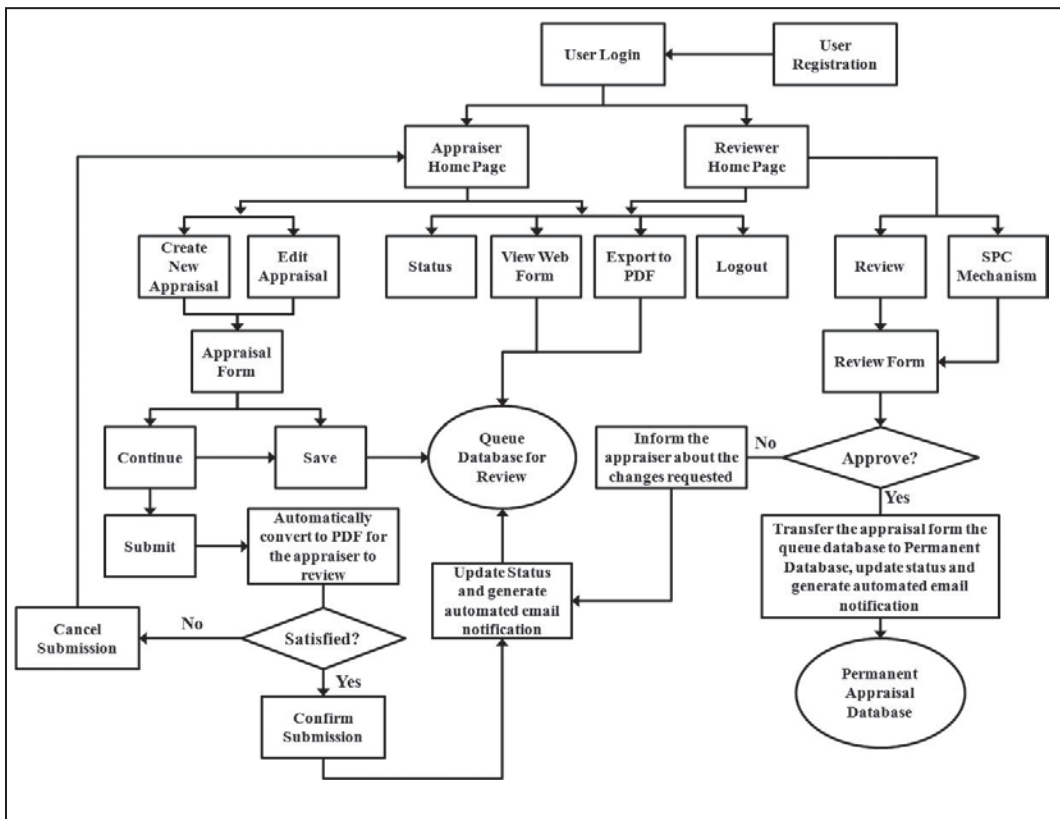 User Login
User
Registration
Appraiser
Home Page
Reviewer
Home Page
Create
New
Appraisal
Edit
Appraisal
Status
View Web
Form
Export to
PDF
Logout
Review
SPC
Mechanism
Appraisal
Form
Review Form
Continue
Save
Queue
Database for
Review
Inform the
appraiser about the
changes requested
No
Approve?
Yes
Submit
Automatically
convert to PDF for
the appraiser to
review
Update Status
and generate
automated email
notification
Transfer the appraisal form the
queue database to Permanent
Database, update status and
generate automated email
notification
Cancel
Submission
No
Satisfied?
Yes
Confirm
Submission
Permanent
Appraisal
Database